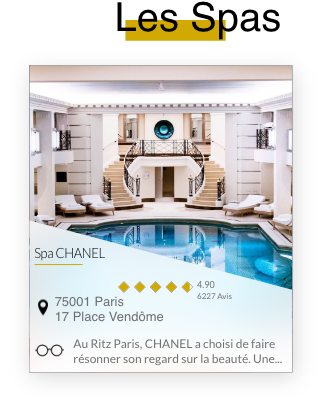 Les Spas
Spa CHANEL
4.90
6227 Avis
75001 Paris
17 Place Vendôme
Au Ritz Paris, CHANEL a choisi de faire
résonner son regard sur la beauté. Une...